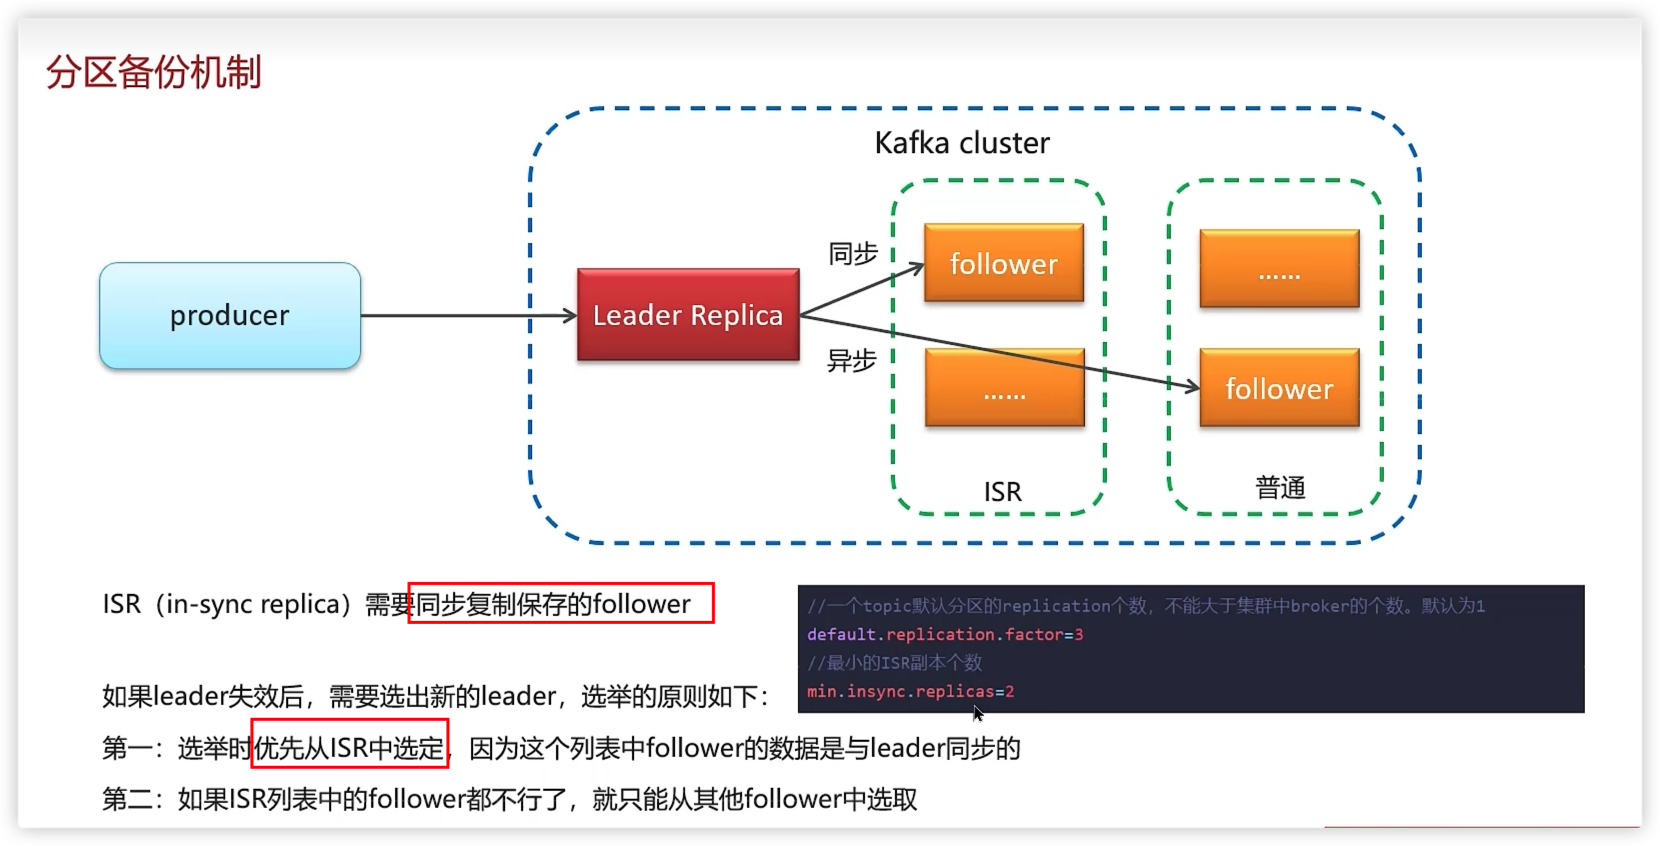 分区备份机制
Kafka cluster
producer
Leader Replica
同步
异步
follower
......
ISR
......
follower
普通
ISR（in-sync replica）需要同步复制保存的follower
如果leader失效后，需要选出新的leader，选举的原则如下：
第一：选举时优先从ISR中选定，因为这个列表中follower的数据是与leader同步的
第二：如果ISR列表中的follower都不行了，就只能从其他follower中选取
//一个topic默认分区的replication个数，不能大于集群中broker的个数。默认为1
default.replication.factor=3
//最小的ISR副本个数
min.insync.replicas=2